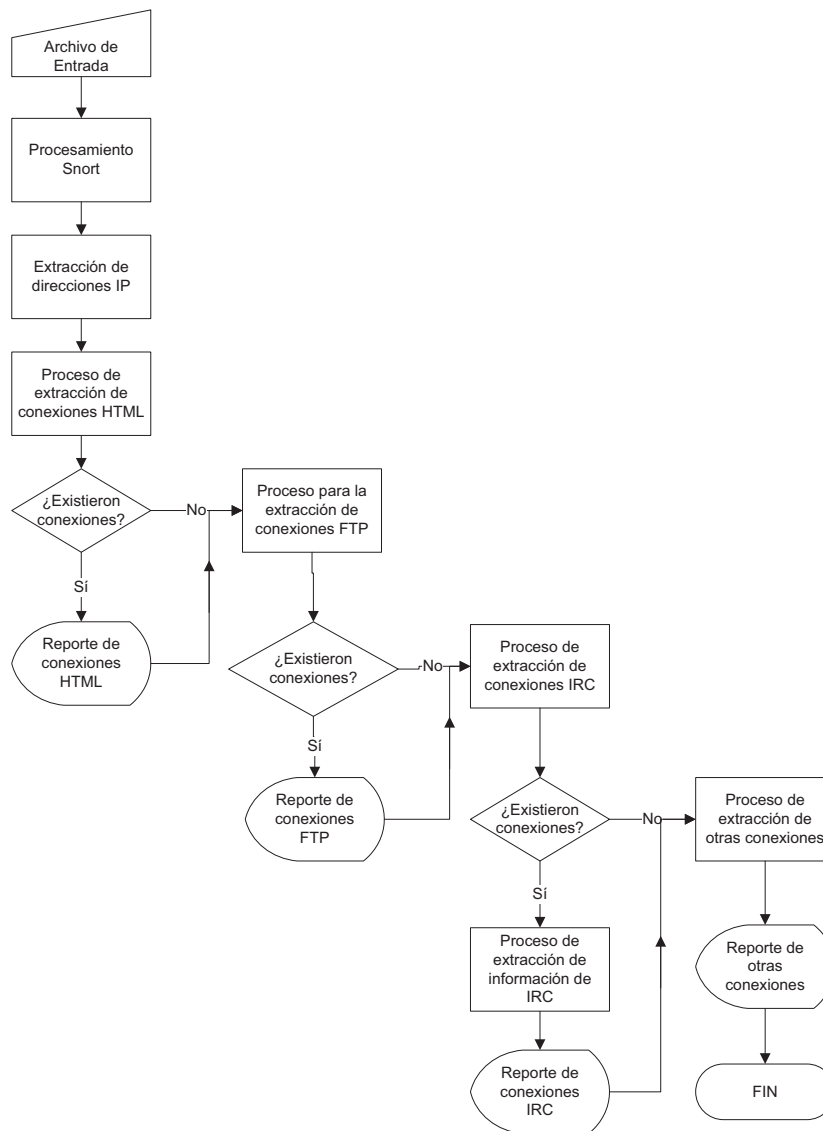 Archivo de
Entrada
Procesamiento
Snort
Extracción de
direcciones IP
Proceso de
extracción de
conexiones HTML
¿Existieron
conexiones?
No
Sí
Reporte de
conexiones
HTML
Proceso para la
extracción de
conexiones FTP
¿Existieron
conexiones?
No
Sí
Reporte de
conexiones
FTP
Proceso de
extracción de
conexiones IRC
¿Existieron
conexiones?
No
Sí
Proceso de
extracción de
información de
IRC
Reporte de
conexiones
IRC
Proceso de
extracción de
otras conexiones
Reporte de
otras
conexiones
FIN